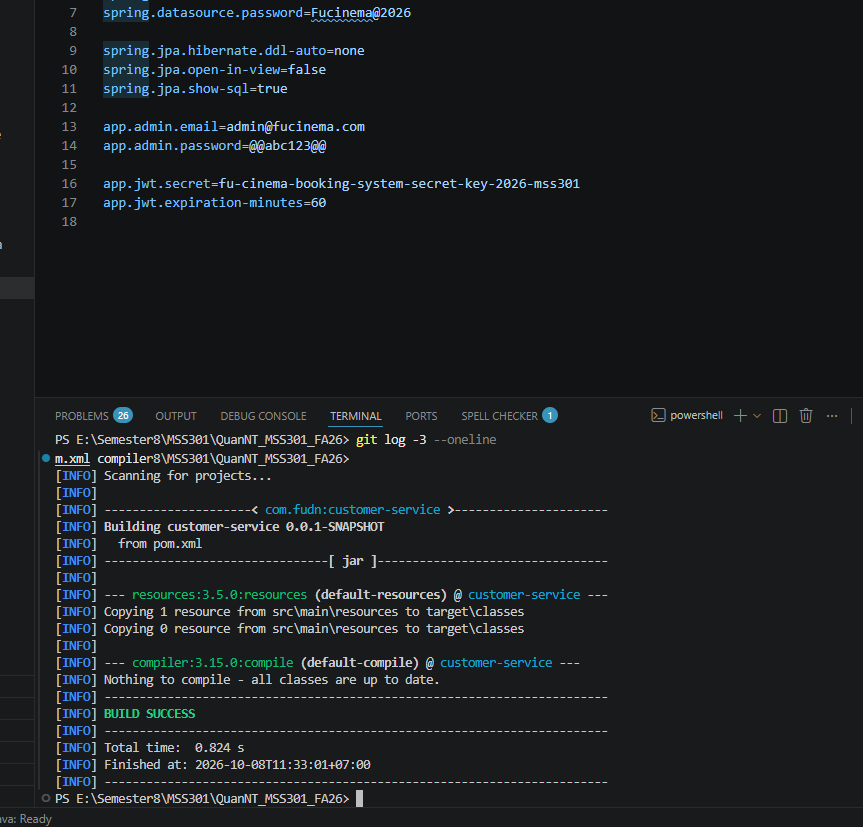 7 spring.datasource.password=Fucinema@2026
8
9 spring.jpa.hibernate.ddl-auto=none
10 spring.jpa.open-in-view=false
11 spring.jpa.show-sql=true
12
13 app.admin.email=admin@fucinema.com
14 app.admin.password=@@abc123@@
15
16 app.jwt.secret=fu-cinema-booking-system-secret-key-2026-mss301
17 app.jwt.expiration-minutes=60
18
PROBLEMS 26 OUTPUT DEBUG CONSOLE TERMINAL PORTS SPELL CHECKER 1 powershell
PS E:\Semester8\MSS301\QuanNT_MSS301_FA26> git log -3 --oneline
m.xml compiler8\MSS301\QuanNT_MSS301_FA26>
[INFO] Scanning for projects...
[INFO]
[INFO] ---------------------< com.fudn:customer-service >----------------------
[INFO] Building customer-service 0.0.1-SNAPSHOT
[INFO]   from pom.xml
[INFO] --------------------------------[ jar ]---------------------------------
[INFO]
[INFO] --- resources:3.5.0:resources (default-resources) @ customer-service ---
[INFO] Copying 1 resource from src\main\resources to target\classes
[INFO] Copying 0 resource from src\main\resources to target\classes
[INFO]
[INFO] --- compiler:3.15.0:compile (default-compile) @ customer-service ---
[INFO] Nothing to compile - all classes are up to date.
[INFO] ------------------------------------------------------------------------
[INFO] BUILD SUCCESS
[INFO] ------------------------------------------------------------------------
[INFO] Total time:  0.824 s
[INFO] Finished at: 2026-10-08T11:33:01+07:00
[INFO] ------------------------------------------------------------------------
PS E:\Semester8\MSS301\QuanNT_MSS301_FA26>
ava: Ready